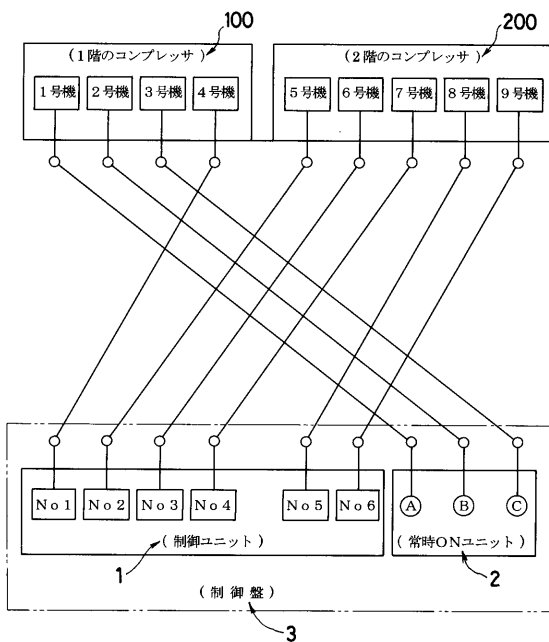 100
200
(1階のコンプレッサ)
(2階のコンプレッサ)
1号機 2号機 3号機 4号機 5号機 6号機 7号機 8号機 9号機
No1 No2 No3 No4 No5 No6 A B C
(制御ユニット)
(常時ONユニット)
1
2
(制御盤)
3